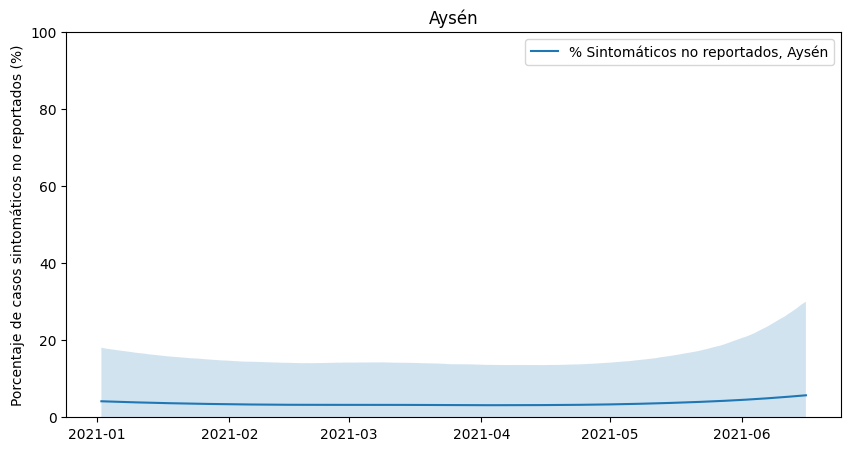 Aysén
% Sintomáticos no reportados, Aysén
Porcentaje de casos sintomáticos no reportados (%)
100
80
60
40
20
0
2021-01 2021-02 2021-03 2021-04 2021-05 2021-06